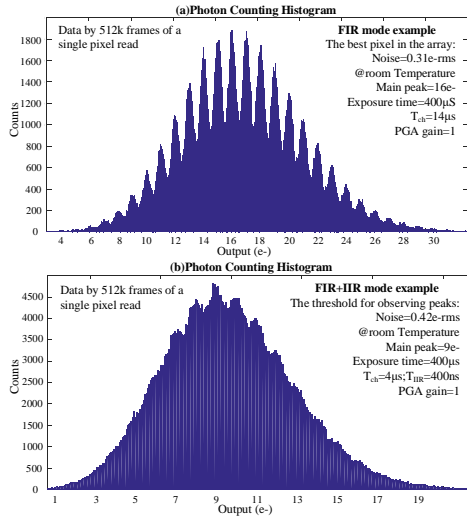 (a)Photon Counting Histogram
Data by 512k frames of a
single pixel read
FIR mode example
The best pixel in the array:
Noise=0.31e-rms
@room Temperature
Main peak=16e-
Exposure time=400μS
Tch=14μs
PGA gain=1
Counts
1800
1600
1400
1200
1000
800
600
400
200
0
4 6 8 10 12 14 16 18 20 22 24 26 28 30
Output (e-)
(b)Photon Counting Histogram
Data by 512k frames of a
single pixel read
FIR+IIR mode example
The threshold for observing peaks:
Noise=0.42e-rms
@room Temperature
Main peak=9e-
Exposure time=400μs
Tch=4μs;TIIR=400ns
PGA gain=1
Counts
4500
4000
3500
3000
2500
2000
1500
1000
500
0
1 3 5 7 9 11 13 15 17 19
Output (e-)